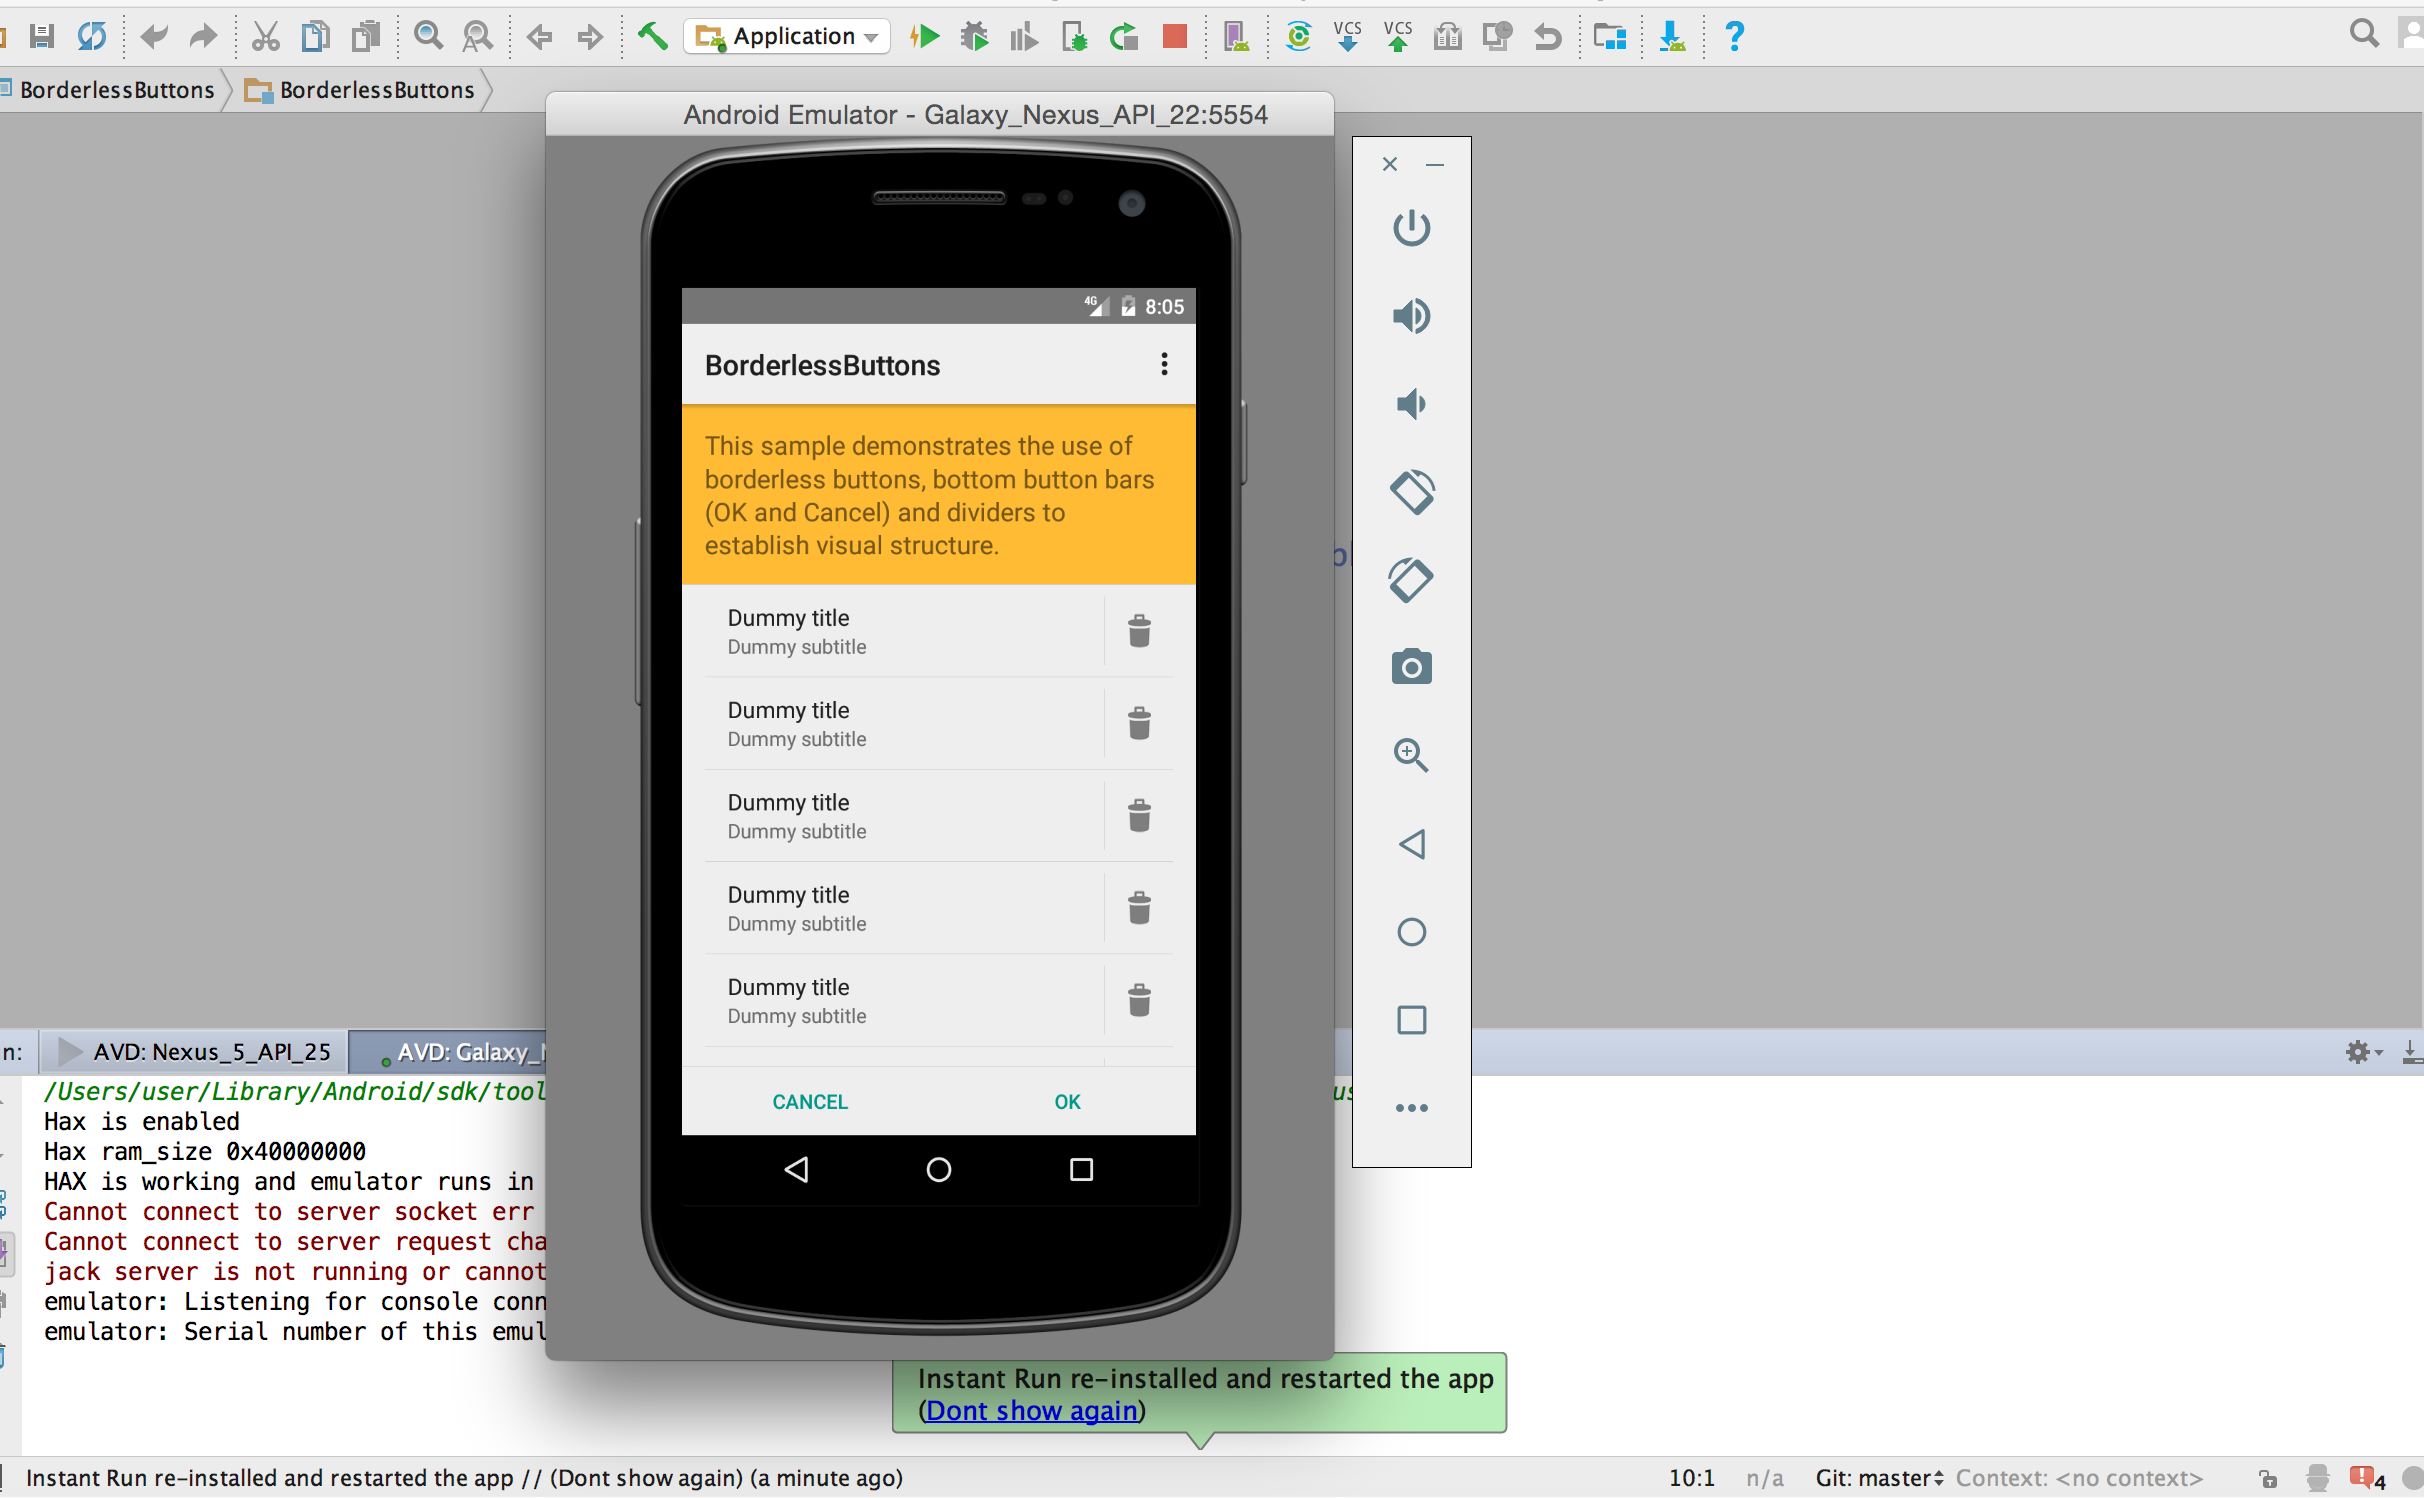 Application
VCS
VCS
?
BorderlessButtons
BorderlessButtons
Android Emulator - Galaxy_Nexus_API_22:5554
4G
8:05
BorderlessButtons
This sample demonstrates the use of
borderless buttons, bottom button bars
(OK and Cancel) and dividers to
establish visual structure.
Dummy title
Dummy subtitle
Dummy title
Dummy subtitle
Dummy title
Dummy subtitle
Dummy title
Dummy subtitle
Dummy title
Dummy subtitle
CANCEL
OK
n:
AVD: Nexus_5_API_25
AVD: Galaxy_
/Users/user/Library/Android/sdk/tool
us
Hax is enabled
Hax ram_size 0x40000000
HAX is working and emulator runs in
Cannot connect to server socket err
Cannot connect to server request cha
jack server is not running or cannot
emulator: Listening for console conn
emulator: Serial number of this emul
Instant Run re-installed and restarted the app
(Dont show again)
Instant Run re-installed and restarted the app // (Dont show again) (a minute ago)
10:1
n/a
Git: master
Context: <no context>
4